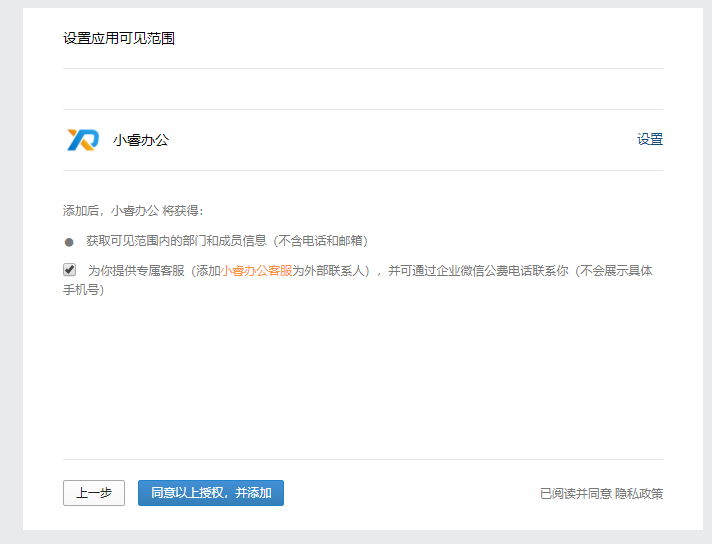 设置应用可见范围
小睿办公
设置
添加后，小睿办公 将获得：
● 获取可见范围内的部门和成员信息（不含电话和邮箱）
为你提供专属客服（添加小睿办公客服为外部联系人），并可通过企业微信公费电话联系你（不会展示具体
手机号）
上一步
同意以上授权，并添加
已阅读并同意 隐私政策